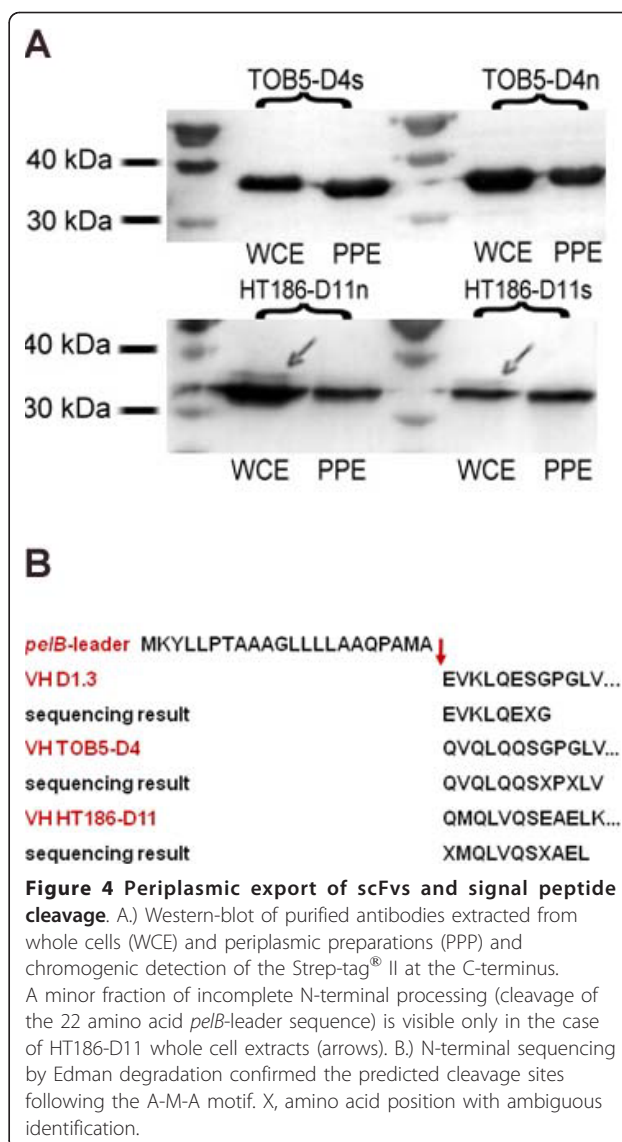 A
TOB5-D4s TOB5-D4n
40 kDa
30 kDa
WCE PPE WCE PPE
HT186-D11n HT186-D11s
40 kDa
30 kDa
WCE PPE WCE PPE
B
pelB-leader MKYLLPTAAAGLLLLAAQPAMA
VH D1.3 EVKLQESGPGLV...
sequencing result EVKLQEXG
VH TOB5-D4 QVQLQQSGPGLV...
sequencing result QVQLQQSXPXLV
VH HT186-D11 QMQLVQSEAELK...
sequencing result XMQLVQSXAEL
Figure 4 Periplasmic export of scFvs and signal peptide
cleavage. A.) Western-blot of purified antibodies extracted from
whole cells (WCE) and periplasmic preparations (PPP) and
chromogenic detection of the Strep-tag® II at the C-terminus.
A minor fraction of incomplete N-terminal processing (cleavage of
the 22 amino acid pelB-leader sequence) is visible only in the case
of HT186-D11 whole cell extracts (arrows). B.) N-terminal sequencing
by Edman degradation confirmed the predicted cleavage sites
following the A-M-A motif. X, amino acid position with ambiguous
identification.